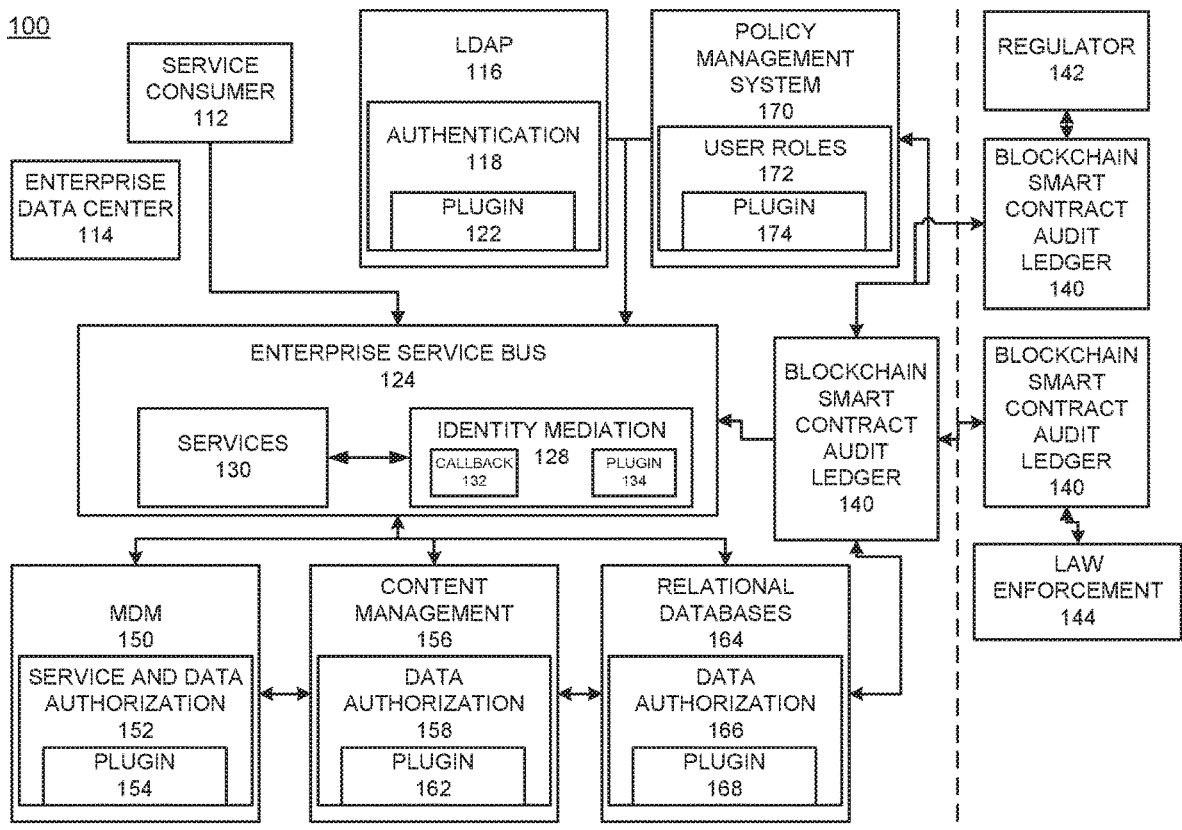 100
SERVICE
CONSUMER
112
ENTERPRISE
DATA CENTER
114
LDAP
116
AUTHENTICATION
118
PLUGIN
122
POLICY
MANAGEMENT
SYSTEM
170
USER ROLES
172
PLUGIN
174
REGULATOR
142
BLOCKCHAIN
SMART
CONTRACT
AUDIT
LEDGER
140
ENTERPRISE SERVICE BUS
124
SERVICES
130
IDENTITY MEDIATION
128
CALLBACK
132
PLUGIN
134
BLOCKCHAIN
SMART
CONTRACT
AUDIT
LEDGER
140
BLOCKCHAIN
SMART
CONTRACT
AUDIT
LEDGER
140
LAW
ENFORCEMENT
144
MDM
150
SERVICE AND DATA
AUTHORIZATION
152
PLUGIN
154
CONTENT
MANAGEMENT
156
DATA
AUTHORIZATION
158
PLUGIN
162
RELATIONAL
DATABASES
164
DATA
AUTHORIZATION
166
PLUGIN
168